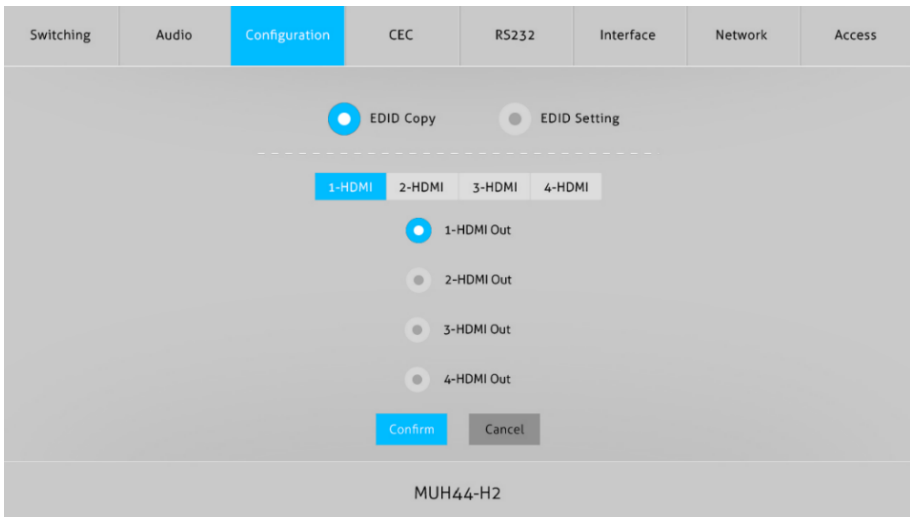 Switching Audio Configuration CEC RS232 Interface Network Access
EDID Copy EDID Setting
1-HDMI 2-HDMI 3-HDMI 4-HDMI
1-HDMI Out
2-HDMI Out
3-HDMI Out
4-HDMI Out
Confirm Cancel
MUH44-H2